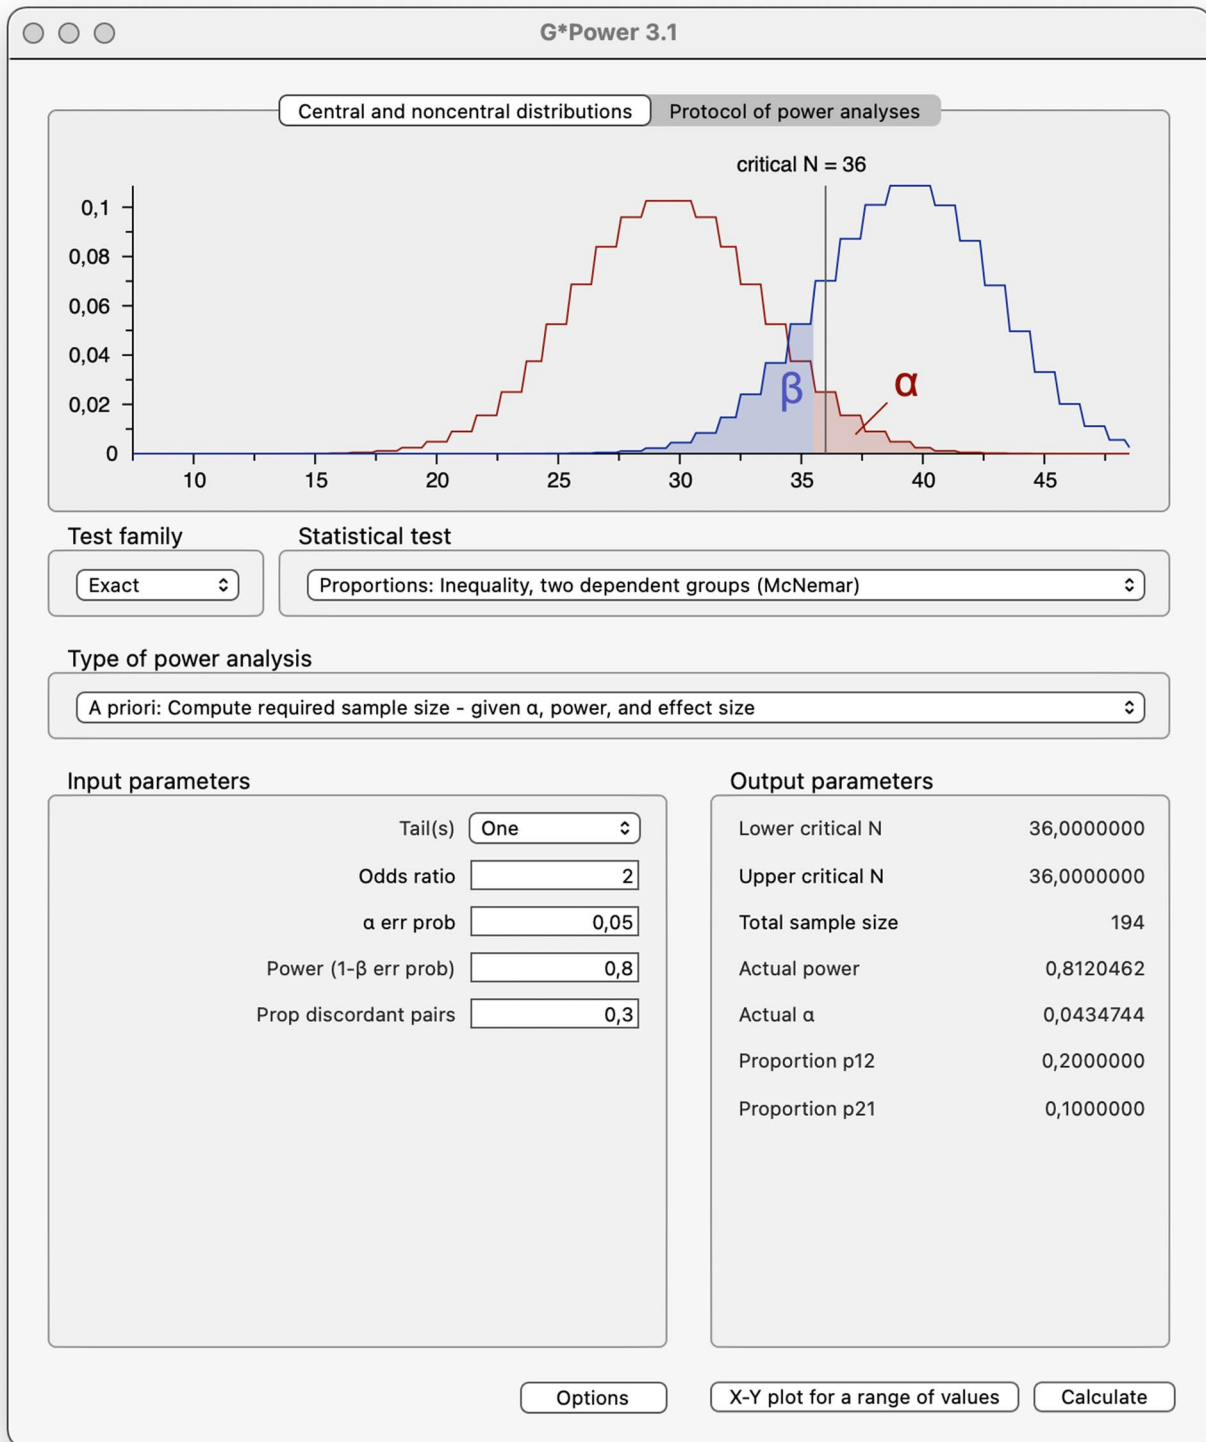 G*Power 3.1
Central and noncentral distributions Protocol of power analyses
critical N = 36
0,1
0,08
0,06
0,04
0,02
0
β
α
10 15 20 25 30 35 40 45
Test family Statistical test
Exact Proportions: Inequality, two dependent groups (McNemar)
Type of power analysis
A priori: Compute required sample size - given α, power, and effect size
Input parameters Output parameters
Tail(s) One Lower critical N 36,0000000
Odds ratio 2 Upper critical N 36,0000000
α err prob 0,05 Total sample size 194
Power (1-β err prob) 0,8 Actual power 0,8120462
Prop discordant pairs 0,3 Actual α 0,0434744
Proportion p12 0,2000000
Proportion p21 0,1000000
Options X-Y plot for a range of values Calculate